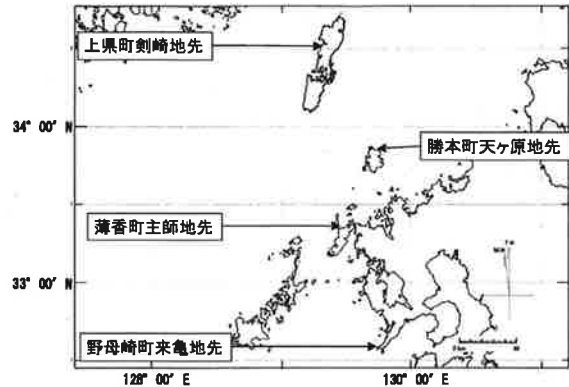 上県町剣崎地先
34° 00′ N
勝本町天ヶ原地先
薄香町主師地先
33° 00′ N
野母崎町来亀地先
128° 00′ E
130° 00′ E